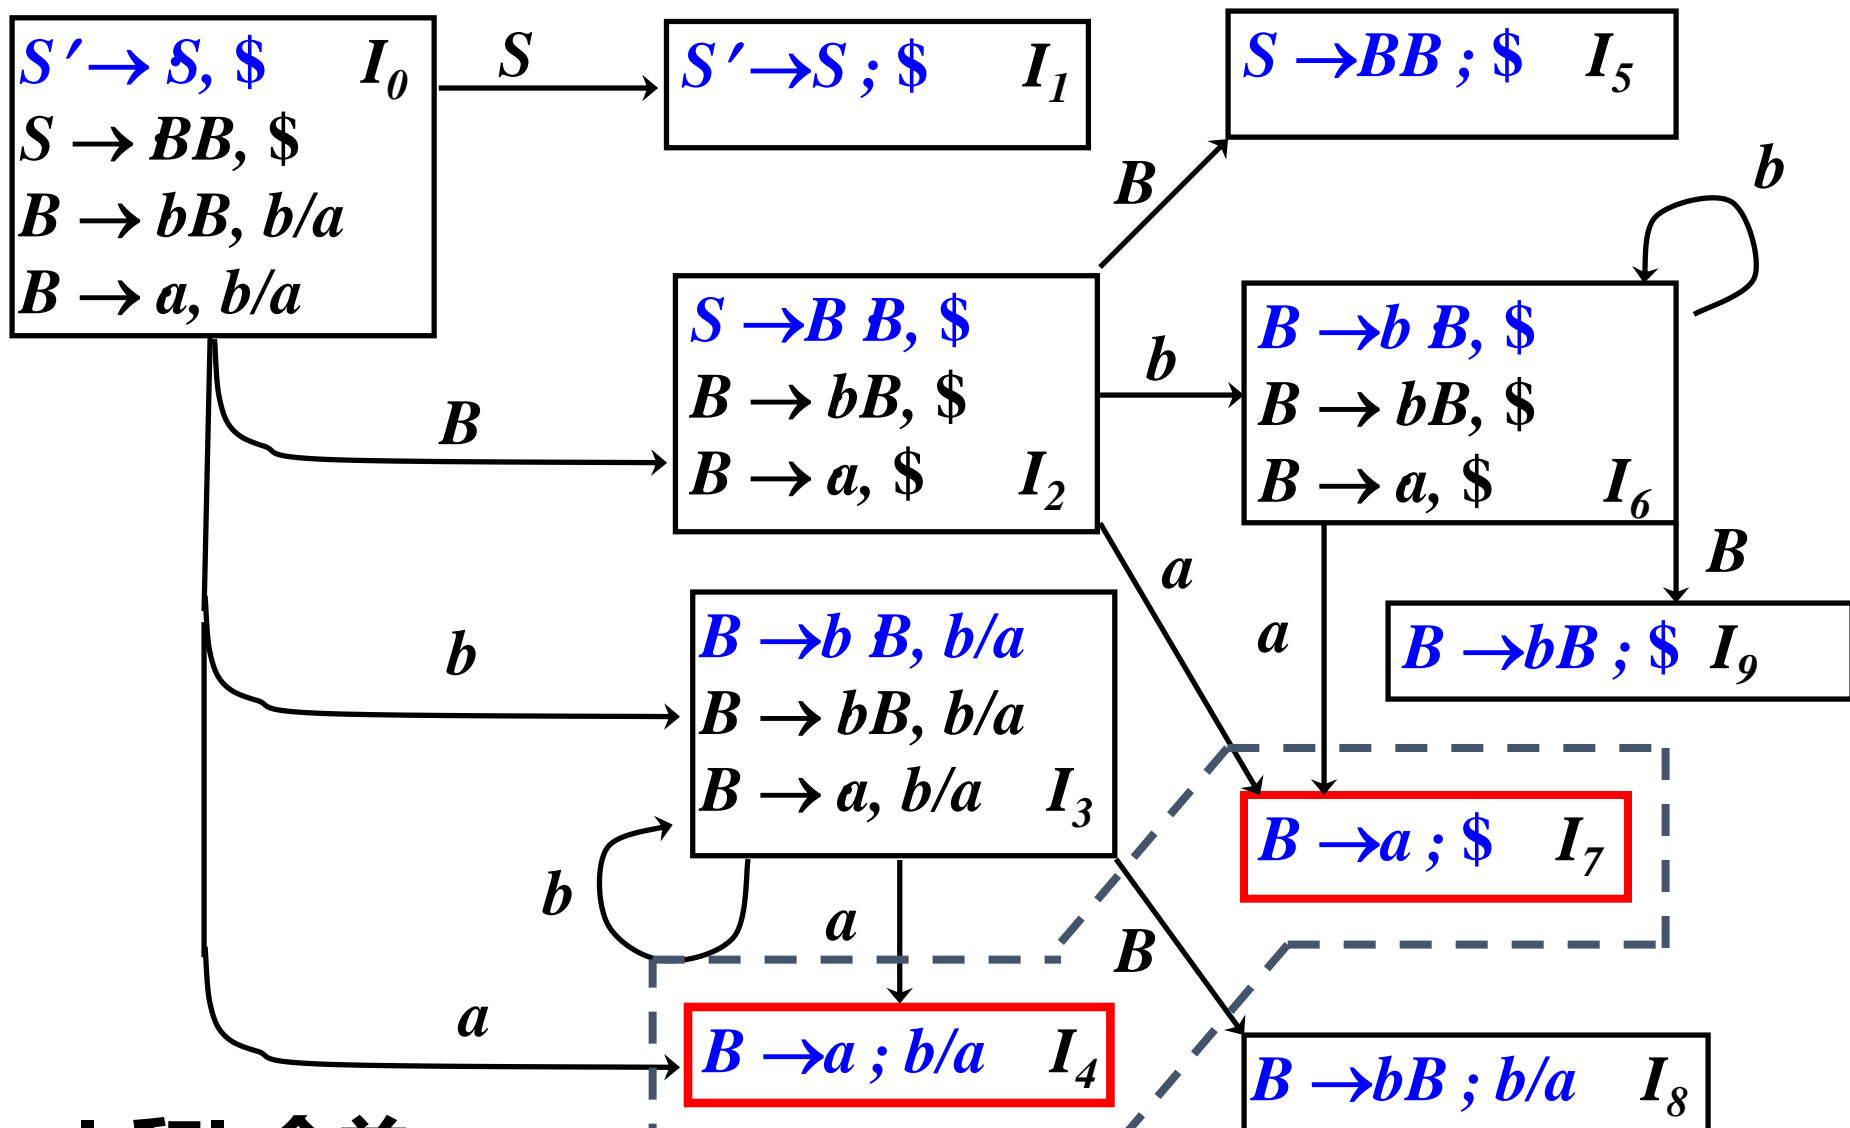 S′→ S, $ I0
S → BB, $
B → bB, b/a
B → a, b/a
S
S′→S ; $ I1
S →BB ; $ I5
B
b
S →B B, $
B → bB, $
B → a, $ I2
B
b
B →b B, $
B → bB, $
B → a, $ I6
a
a
B
B →bB ; $ I9
b
B →b B, b/a
B → bB, b/a
B → a, b/a I3
b
a
B
B →a ; $ I7
a
B →a ; b/a I4
B →bB ; b/a I8